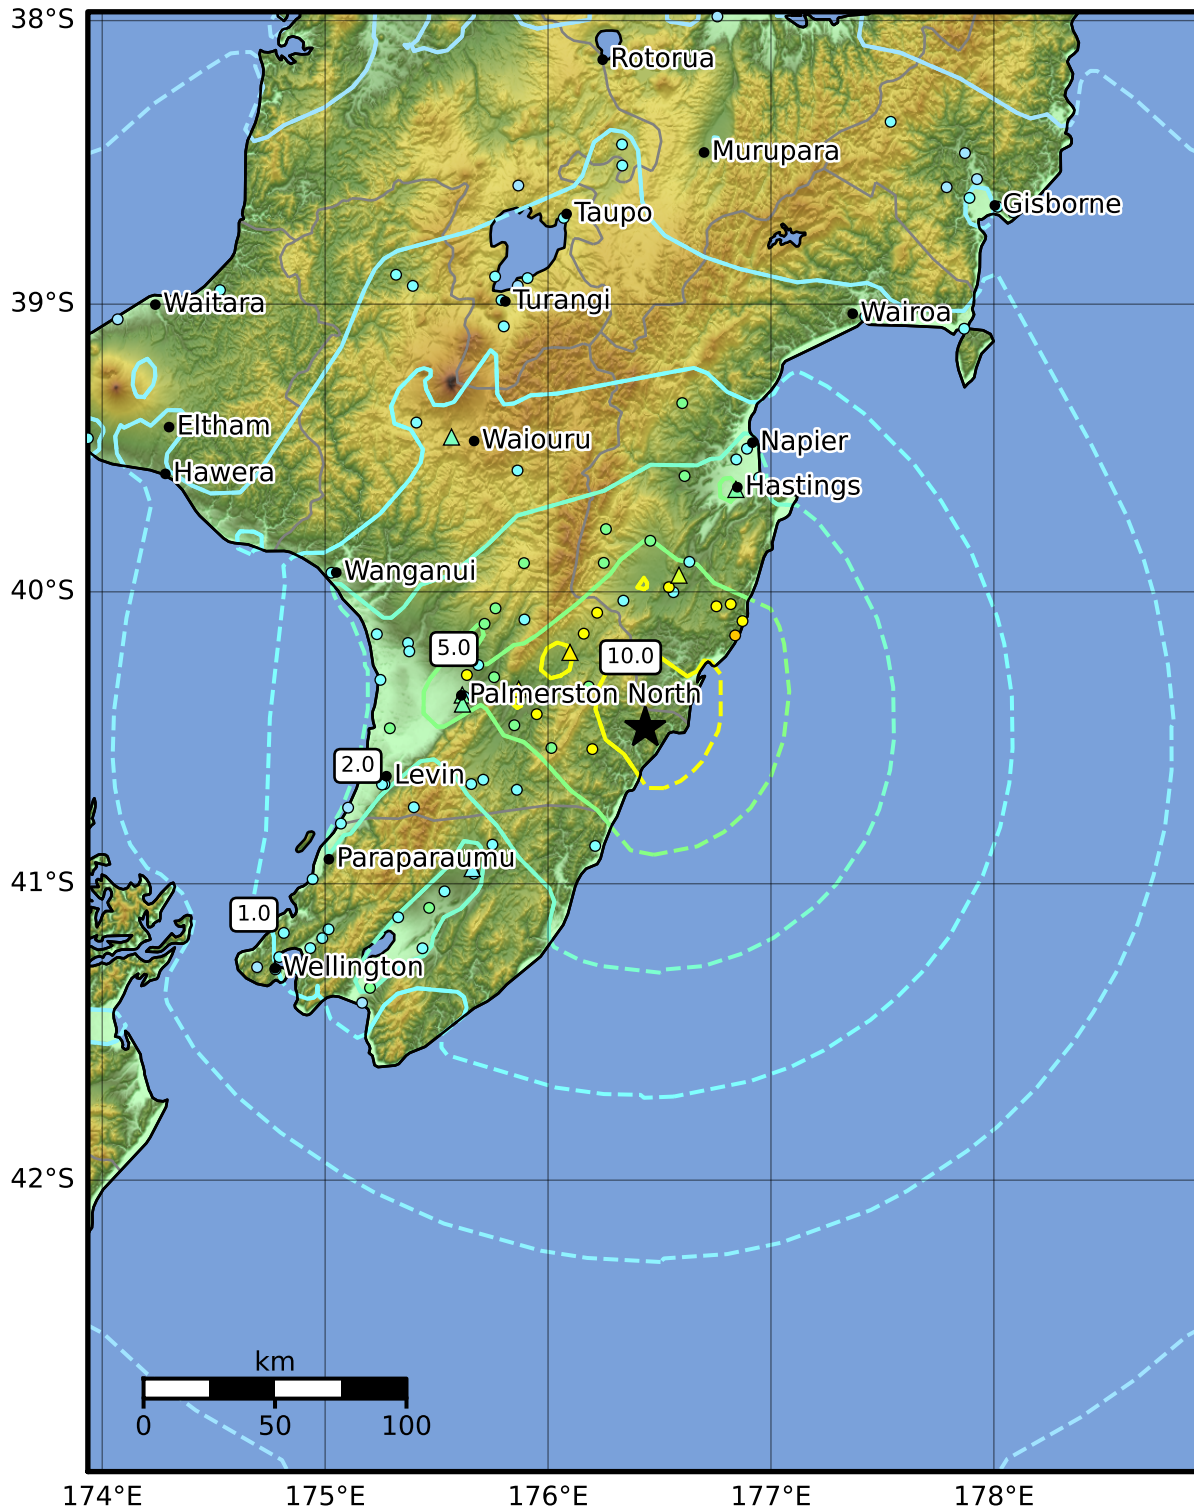 38°S
Rotorua
Murupara
Taupo
Gisborne
39°S
Waitara
Turangi
Wairoa
Eltham
Waiouru
Napier
Hawera
Hastings
40°S
Wanganui
5.0
10.0
Palmerston North
2.0
Levin
Paraparaumu
41°S
1.0
Wellington
42°S
km
0
50
100
174°E
175°E
176°E
177°E
178°E